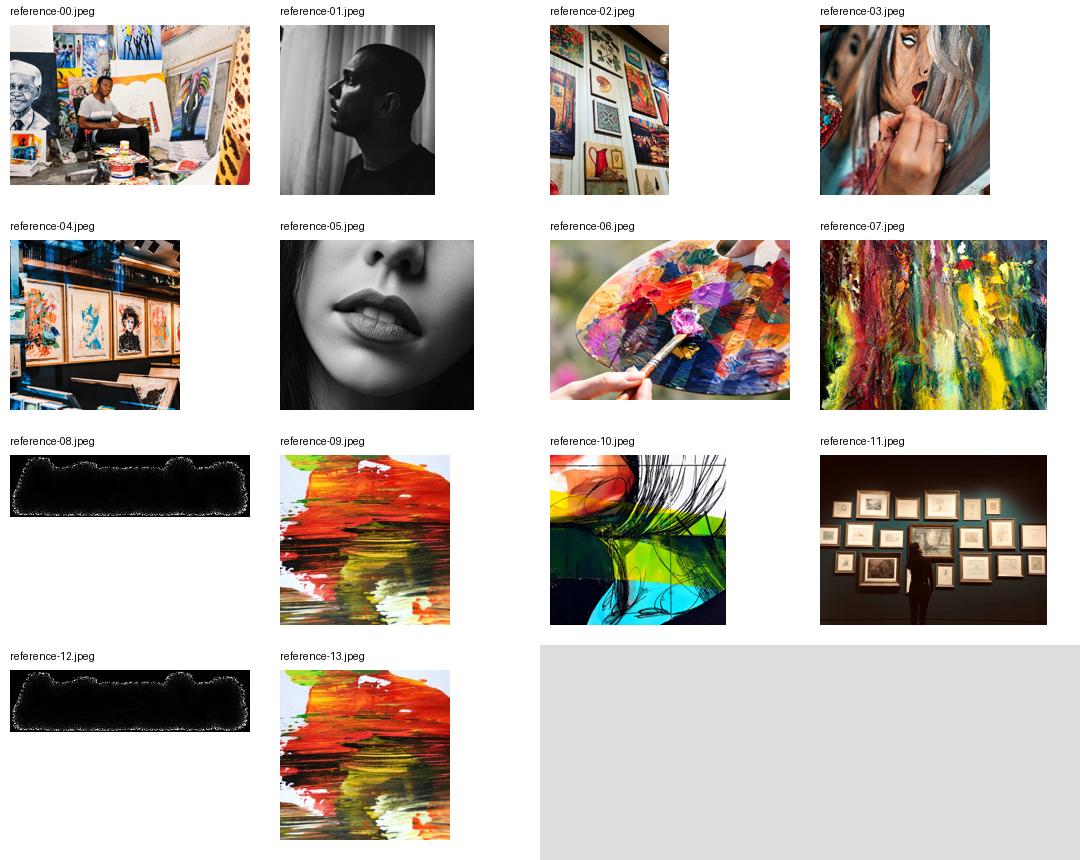 reference-00.jpeg
reference-01.jpeg
reference-02.jpeg
reference-03.jpeg
reference-04.jpeg
reference-05.jpeg
reference-06.jpeg
reference-07.jpeg
reference-08.jpeg
reference-09.jpeg
reference-10.jpeg
reference-11.jpeg
reference-12.jpeg
reference-13.jpeg